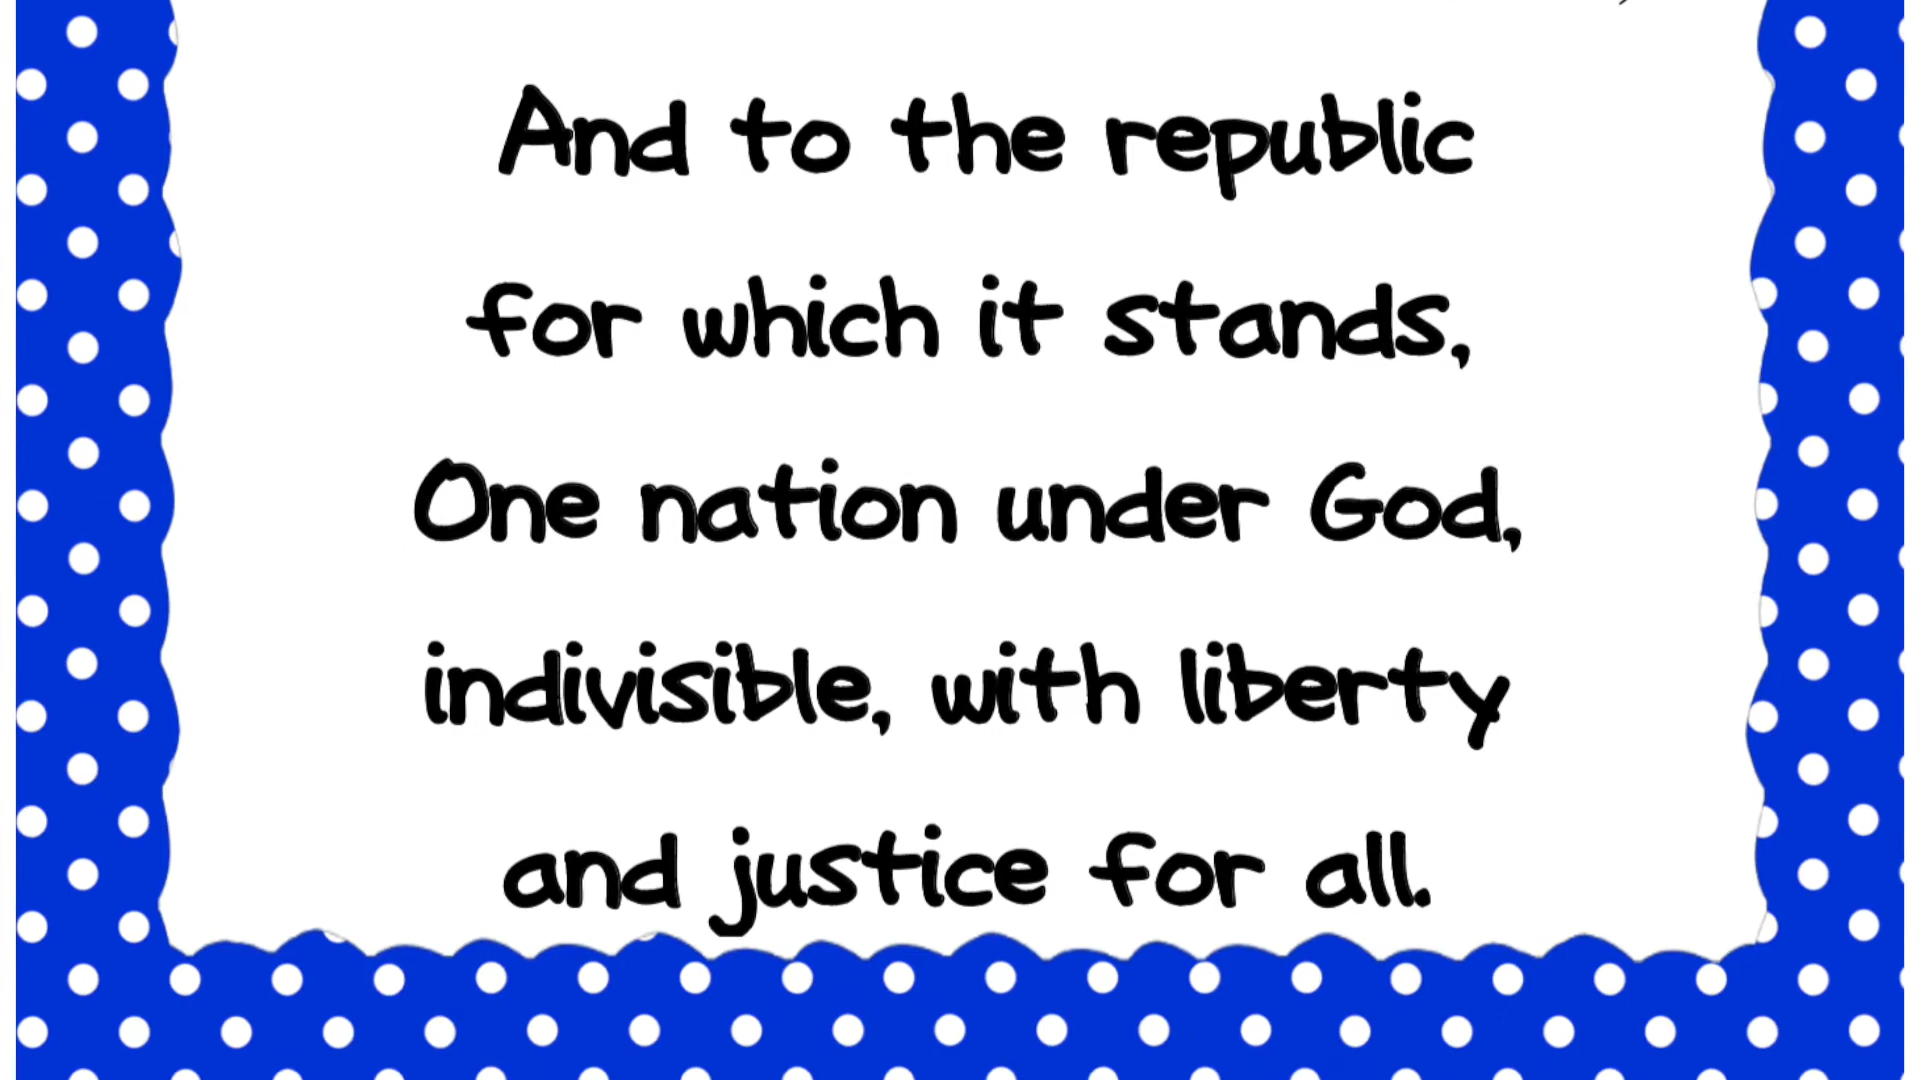 And to the republic
for which it stands,
One nation under God,
indivisible, with liberty
and justice for all.